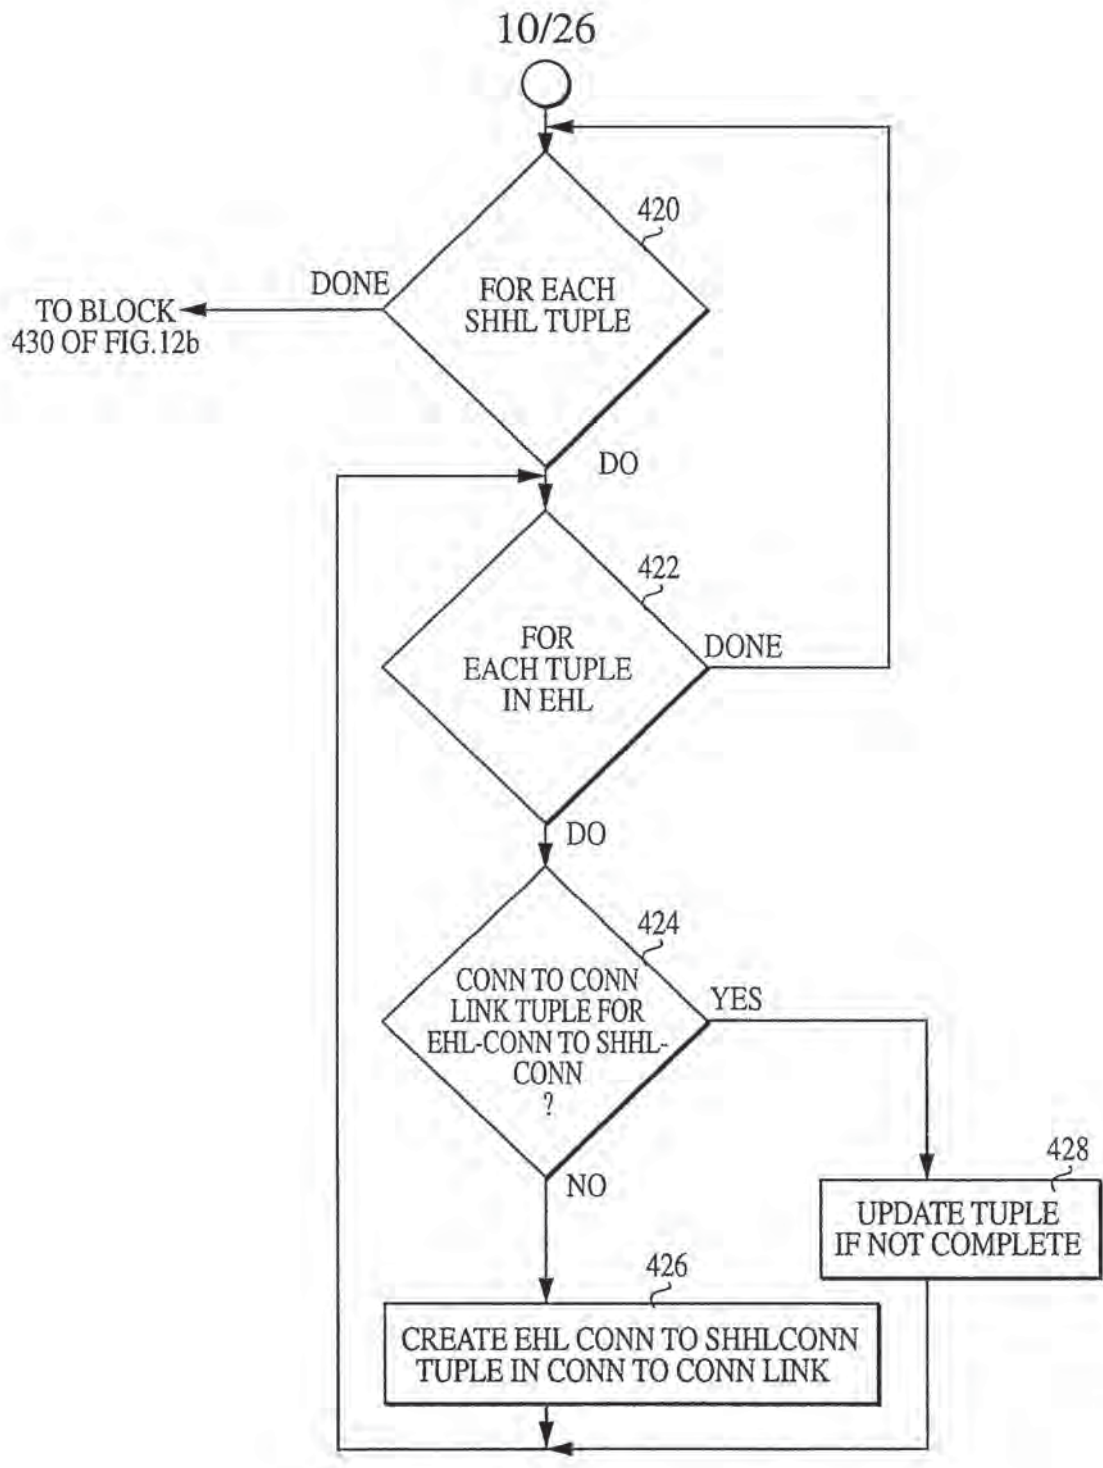 10/26
420
DONE
FOR EACH
SHHL TUPLE
TO BLOCK
430 OF FIG.12b
DO
422
FOR
EACH TUPLE
IN EHL
DONE
DO
424
CONN TO CONN
LINK TUPLE FOR
EHL-CONN TO SHHL-
CONN
?
YES
NO
428
UPDATE TUPLE
IF NOT COMPLETE
426
CREATE EHL CONN TO SHHLCONN
TUPLE IN CONN TO CONN LINK